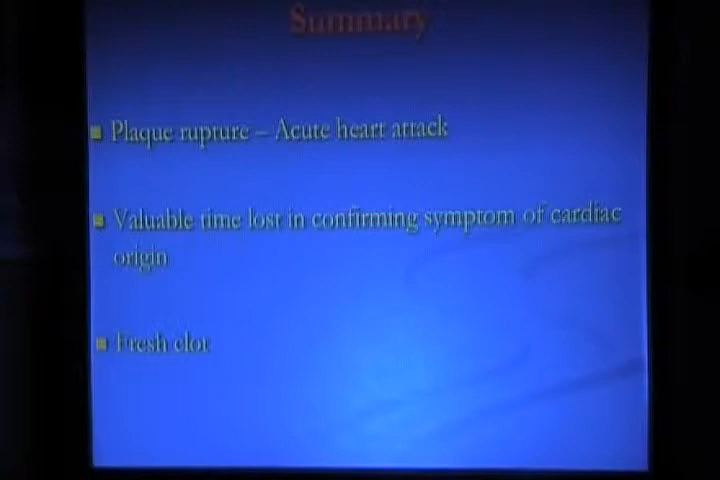 Summary
Plaque rupture – Acute heart attack
Valuable time lost in confirming symptom of cardiac
origin
Fresh clot